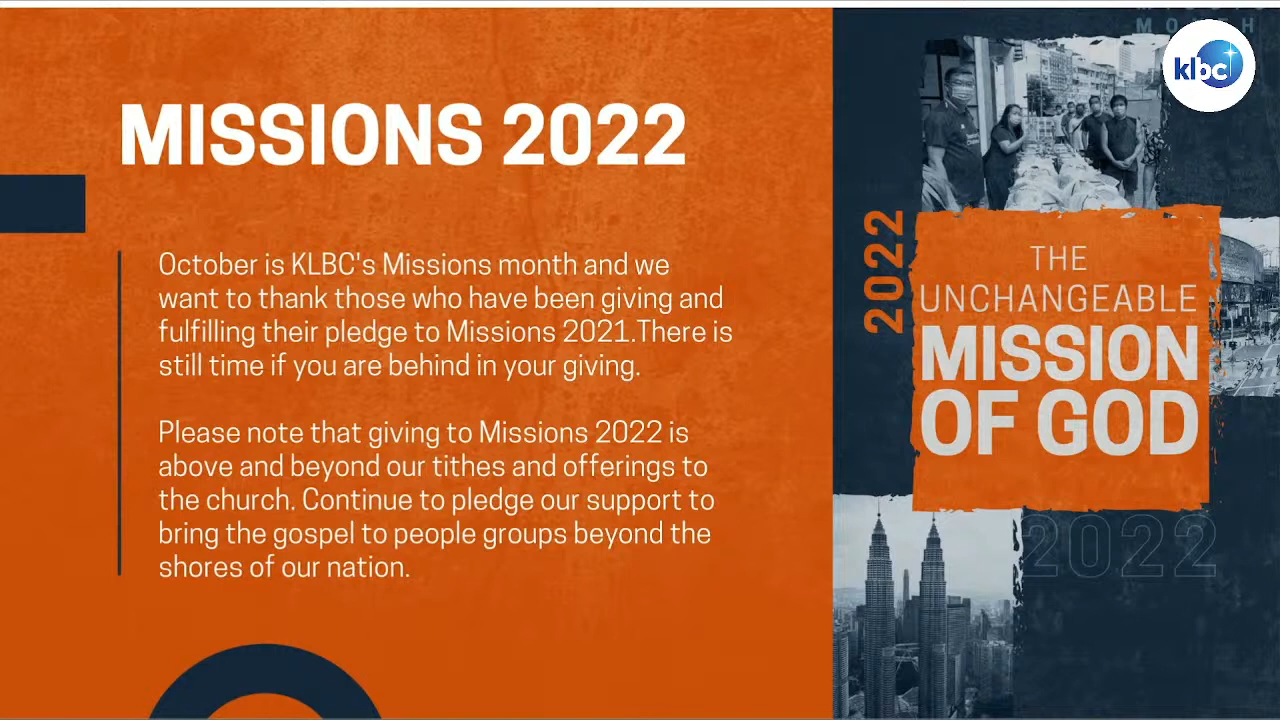 MISSIONS 2022
October is KLBC's Missions month and we
want to thank those who have been giving and
fulfilling their pledge to Missions 2021.There is
still time if you are behind in your giving.
Please note that giving to Missions 2022 is
above and beyond our tithes and offerings to
the church. Continue to pledge our support to
bring the gospel to people groups beyond the
shores of our nation.
klbc
2022
THE
UNCHANGEABLE
MISSION
OF GOD
2022